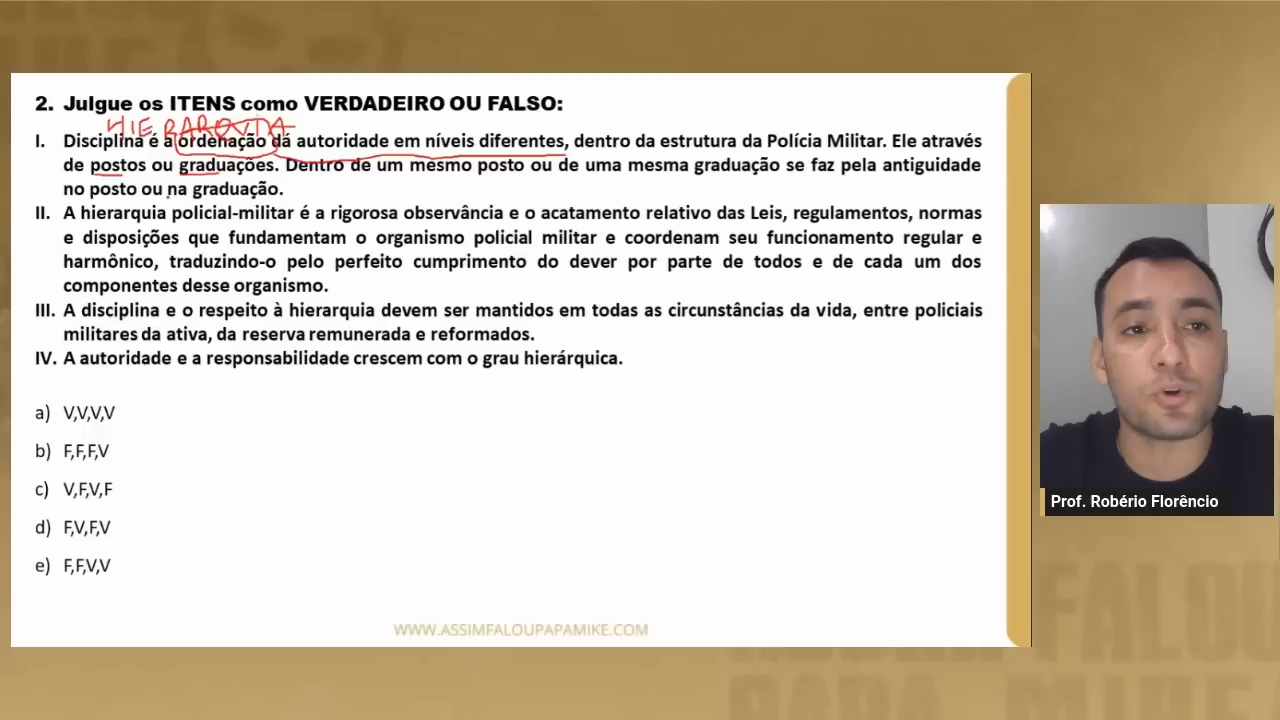 2. Julgue os ITENS como VERDADEIRO OU FALSO:
HIERARQUIA
I. Disciplina é a ordenação da autoridade em níveis diferentes, dentro da estrutura da Polícia Militar. Ele através
de postos ou graduações. Dentro de um mesmo posto ou de uma mesma graduação se faz pela antiguidade
no posto ou na graduação.
II. A hierarquia policial-militar é a rigorosa observância e o acatamento relativo das Leis, regulamentos, normas
e disposições que fundamentam o organismo policial militar e coordenam seu funcionamento regular e
harmônico, traduzindo-o pelo perfeito cumprimento do dever por parte de todos e de cada um dos
componentes desse organismo.
III. A disciplina e o respeito à hierarquia devem ser mantidos em todas as circunstâncias da vida, entre policiais
militares da ativa, da reserva remunerada e reformados.
IV. A autoridade e a responsabilidade crescem com o grau hierárquica.
a) V,V,V,V
b) F,F,F,V
c) V,F,V,F
d) F,V,F,V
e) F,F,V,V
WWW.ASSIMFALOUPAPAMIKE.COM
Prof. Robério Florêncio